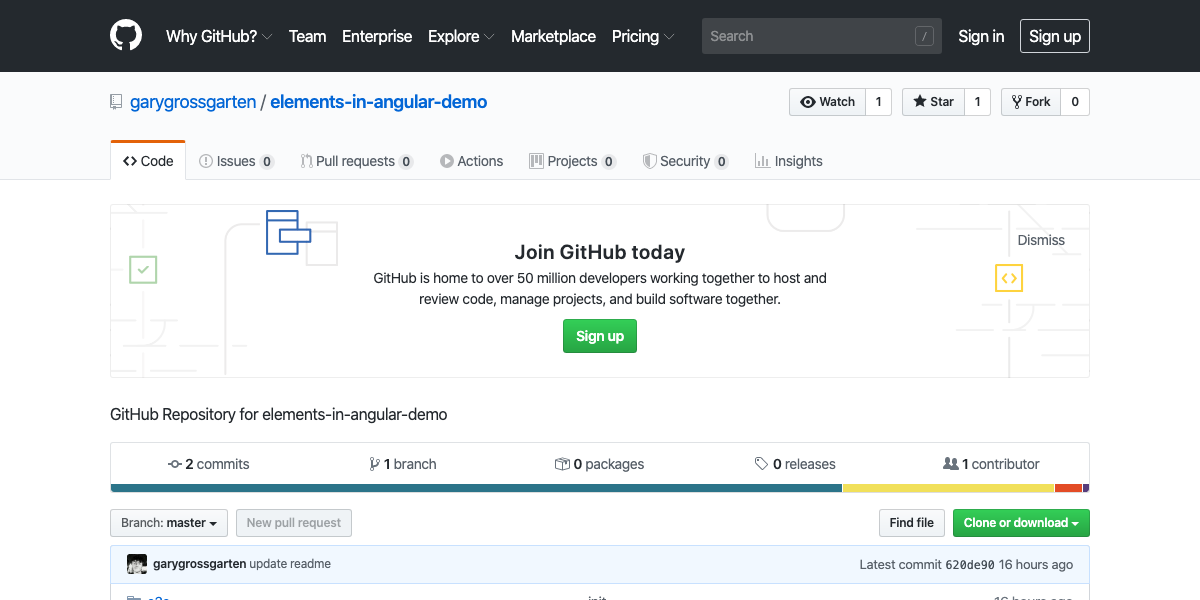 Why GitHub? Team Enterprise Explore Marketplace Pricing Search / Sign in Sign up
garygrossgarten / elements-in-angular-demo Watch 1 Star 1 Fork 0
Code Issues 0 Pull requests 0 Actions Projects 0 Security 0 Insights
Dismiss
Join GitHub today
GitHub is home to over 50 million developers working together to host and
review code, manage projects, and build software together.
Sign up
GitHub Repository for elements-in-angular-demo
2 commits 1 branch 0 packages 0 releases 1 contributor
Branch: master New pull request Find file Clone or download
garygrossgarten update readme Latest commit 620de90 16 hours ago